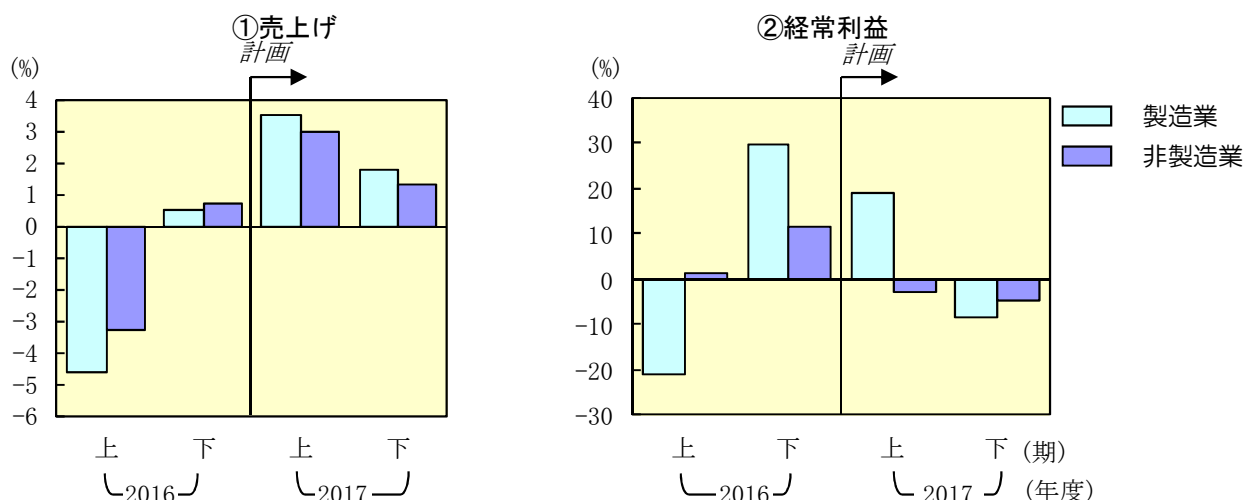 ①売上げ
計画
(%)
4
3
2
1
0
-1
-2
-3
-4
-5
-6
上 下 上 下
2016 2017
②経常利益
計画
(%)
40
30
20
10
0
-10
-20
-30
上 下 上 下 (期)
2016 2017 (年度)
製造業
非製造業